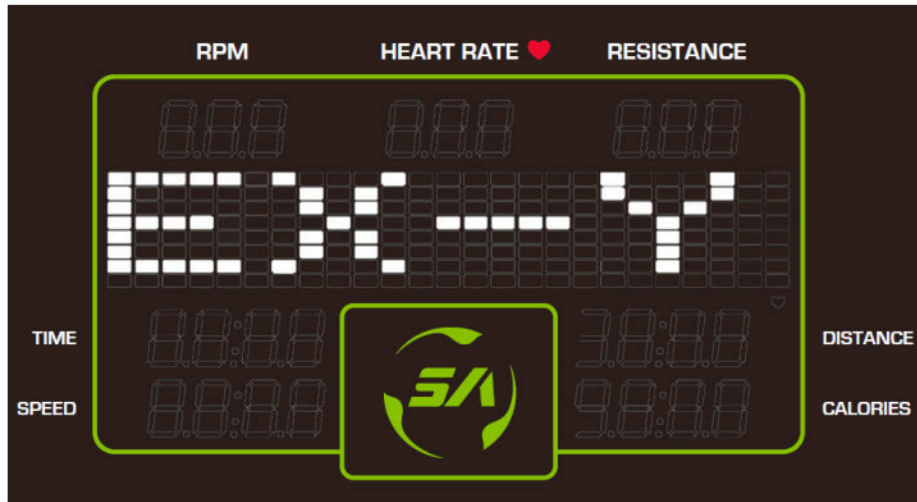 RPM HEART RATE RESISTANCE
EX-Y
TIME DISTANCE
SA
SPEED CALORIES